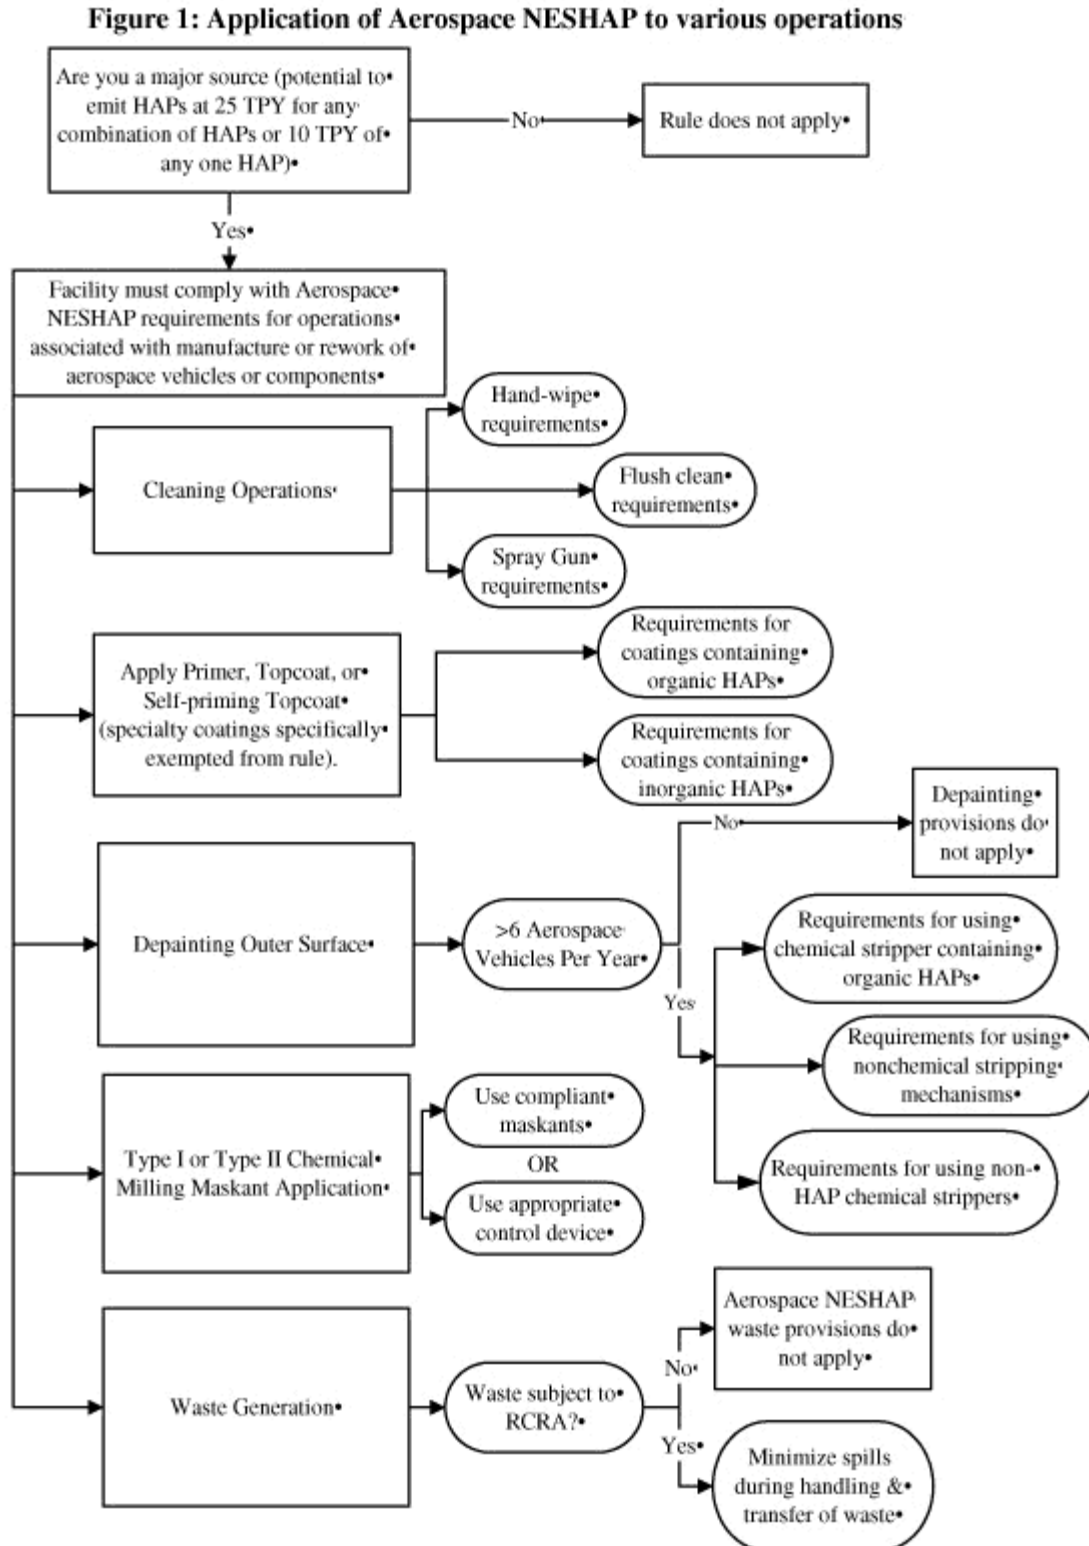 Figure 1: Application of Aerospace NESHAP to various operations
Are you a major source (potential to•
emit HAPs at 25 TPY for any
combination of HAPs or 10 TPY of•
any one HAP)•
No
Rule does not apply•
Yes•
Facility must comply with Aerospace•
NESHAP requirements for operations•
associated with manufacture or rework of•
aerospace vehicles or components•
Hand-wipe•
requirements•
Cleaning Operations
Flush clean•
requirements•
Spray Gun•
requirements•
Apply Primer, Topcoat, or•
Self-priming Topcoat•
(specialty coatings specifically•
exempted from rule).
Requirements for
coatings containing•
organic HAPs•
Requirements for
coatings containing•
inorganic HAPs•
Depainting Outer Surface•
>6 Aerospace
Vehicles Per Year•
No•
Depainting•
provisions do
not apply•
Yes
Requirements for using•
chemical stripper containing•
organic HAPs•
Requirements for using•
nonchemical stripping
mechanisms•
Requirements for using non-•
HAP chemical strippers•
Type I or Type II Chemical•
Milling Maskant Application•
Use compliant•
maskants•
OR
Use appropriate•
control device•
Waste Generation•
Waste subject to•
RCRA?•
No
Aerospace NESHAP
waste provisions do•
not apply•
Yes•
Minimize spills
during handling &•
transfer of waste•